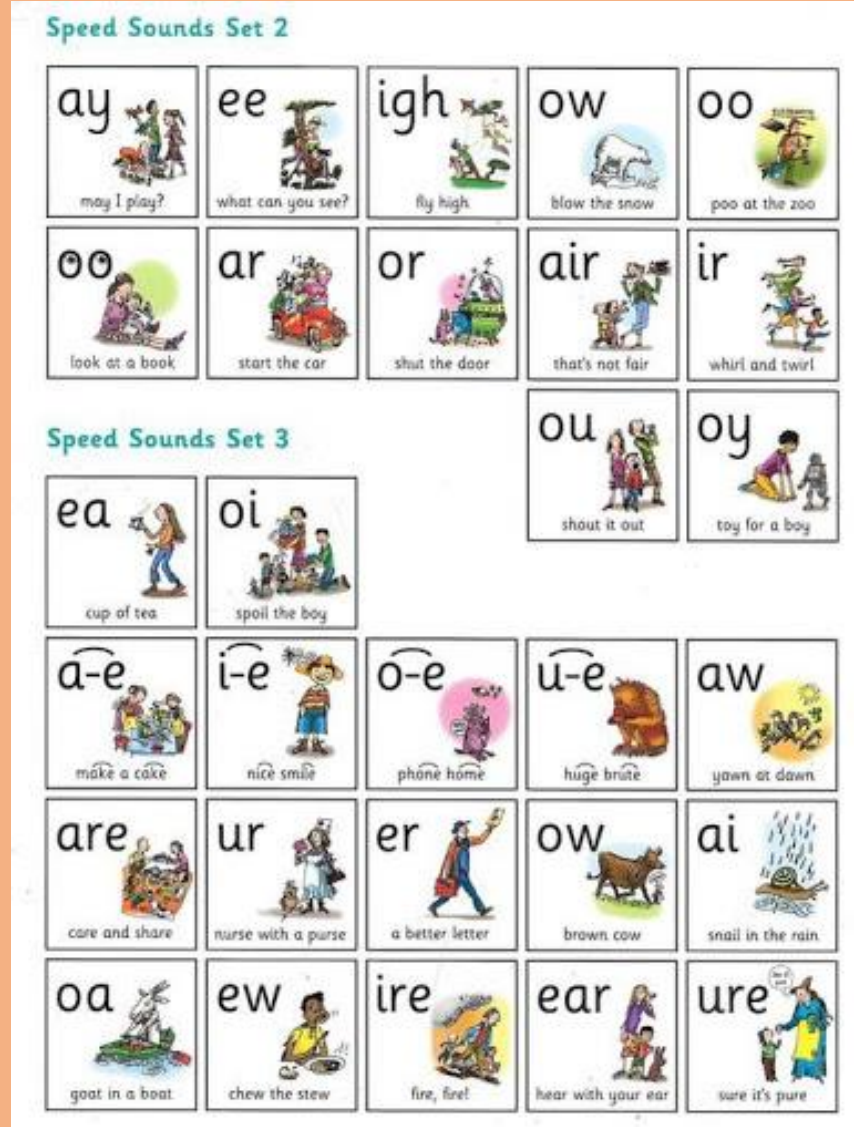 Speed Sounds Set 2
ay
may I play?
ee
what can you see?
igh
fly high
ow
blow the snow
oo
poo at the zoo
oo
look at a book
ar
start the car
or
shut the door
air
that's not fair
ir
whirl and twirl
ou
shout it out
oy
toy for a boy
Speed Sounds Set 3
ea
cup of tea
oi
spoil the boy
a-e
make a cake
i-e
nice smile
o-e
phone home
u-e
huge brute
aw
yawn at dawn
are
care and share
ur
nurse with a purse
er
a better letter
ow
brown cow
ai
snail in the rain
oa
goat in a boat
ew
chew the stew
ire
fire, fire!
ear
hear with your ear
ure
sure it's pure